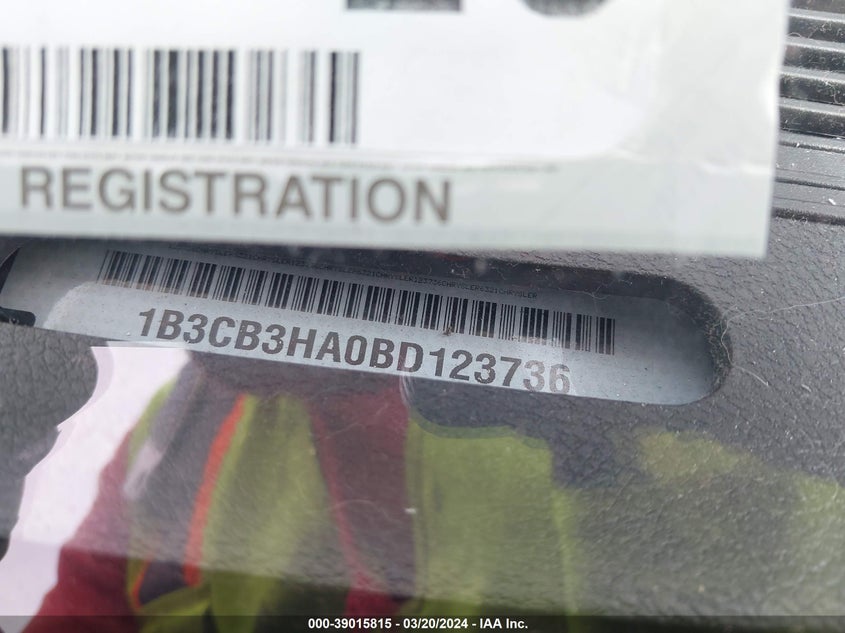 REGISTRATION
1B3CB3HA0BD123736
000-39015815 - 03/20/2024 - IAA Inc.